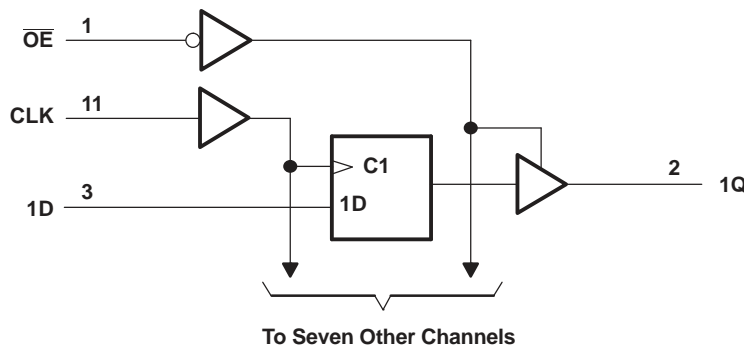 OE 1
CLK 11
C1
1D 3
1D
2 1Q
To Seven Other Channels